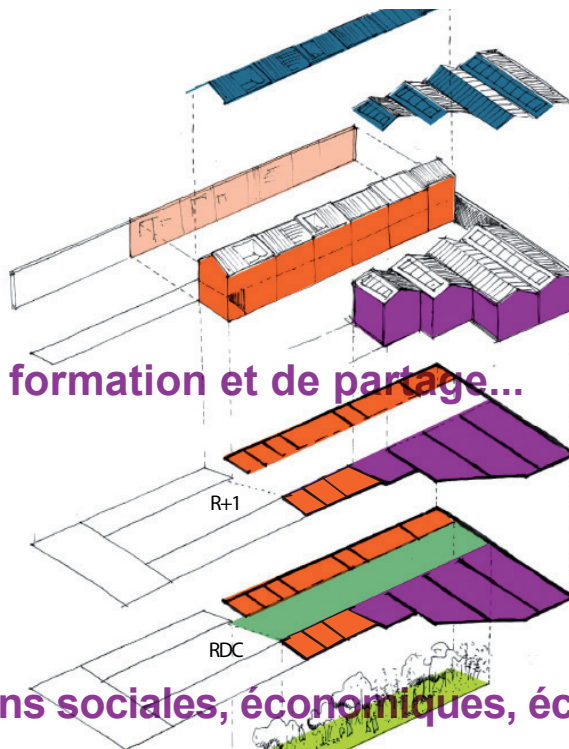 formation et de partage...
R+1
RDC
ns sociales, économiques, éc